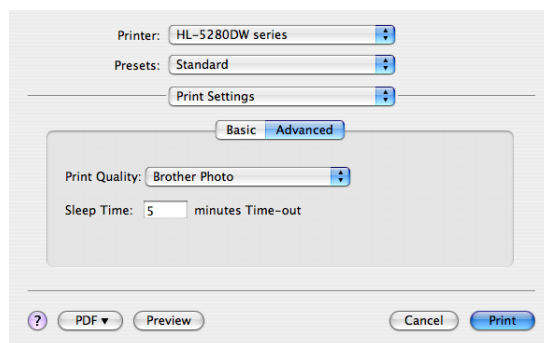 Printer: HL-5280DW series
Presets: Standard
Print Settings
Basic Advanced
Print Quality: Brother Photo
Sleep Time: 5 minutes Time-out
? PDF ▼ Preview Cancel Print